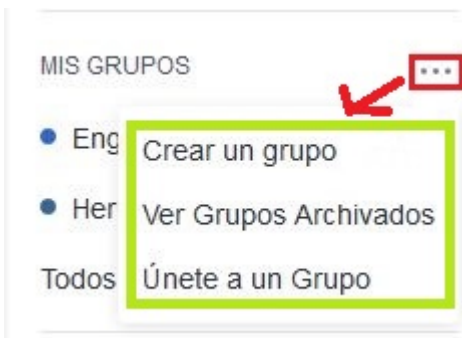 MIS GRUPOS
...
Eng
Crear un grupo
Her
Ver Grupos Archivados
Todos
Únete a un Grupo